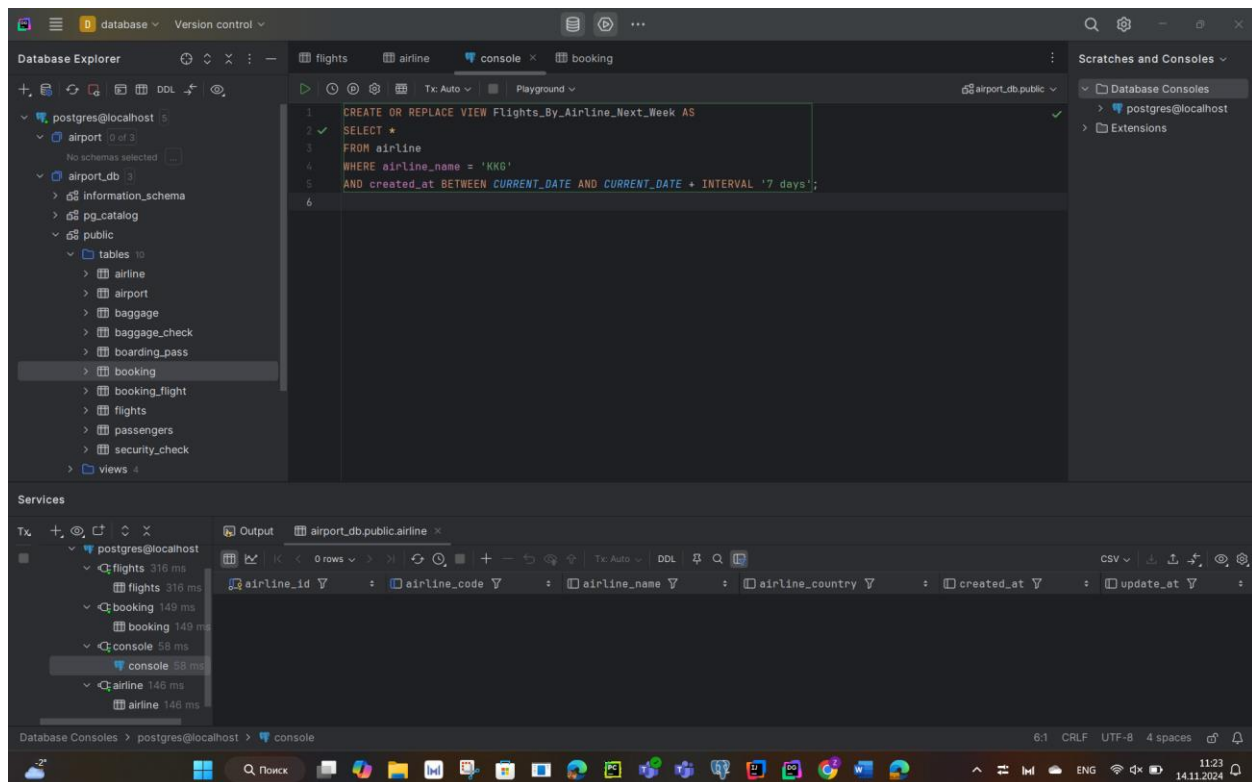 D database Version control
Database Explorer
flights
airline
console
booking
Scratches and Consoles
DDL
Tx: Auto
Playground
airport_db.public
postgres@localhost 5
airport 0 of 3
No schemas selected ...
airport_db 3
information_schema
pg_catalog
public
tables 10
airline
airport
baggage
baggage_check
boarding_pass
booking
booking_flight
flights
passengers
security_check
views 4
1 CREATE OR REPLACE VIEW Flights_By_Airline_Next_Week AS
2 SELECT *
3 FROM airline
4 WHERE airline_name = 'KKG'
5 AND created_at BETWEEN CURRENT_DATE AND CURRENT_DATE + INTERVAL '7 days';
6
Database Consoles
postgres@localhost
Extensions
Services
Tx
Output
airport_db.public.airline
postgres@localhost
flights 316 ms
flights 316 ms
booking 149 ms
booking 149 ms
console 58 ms
console 58 ms
airline 146 ms
airline 146 ms
0 rows
Tx: Auto
DDL
CSV
airline_id
airline_code
airline_name
airline_country
created_at
update_at
Database Consoles > postgres@localhost > console
6:1 CRLF UTF-8 4 spaces
-2°
Поиск
ENG
11:23
14.11.2024